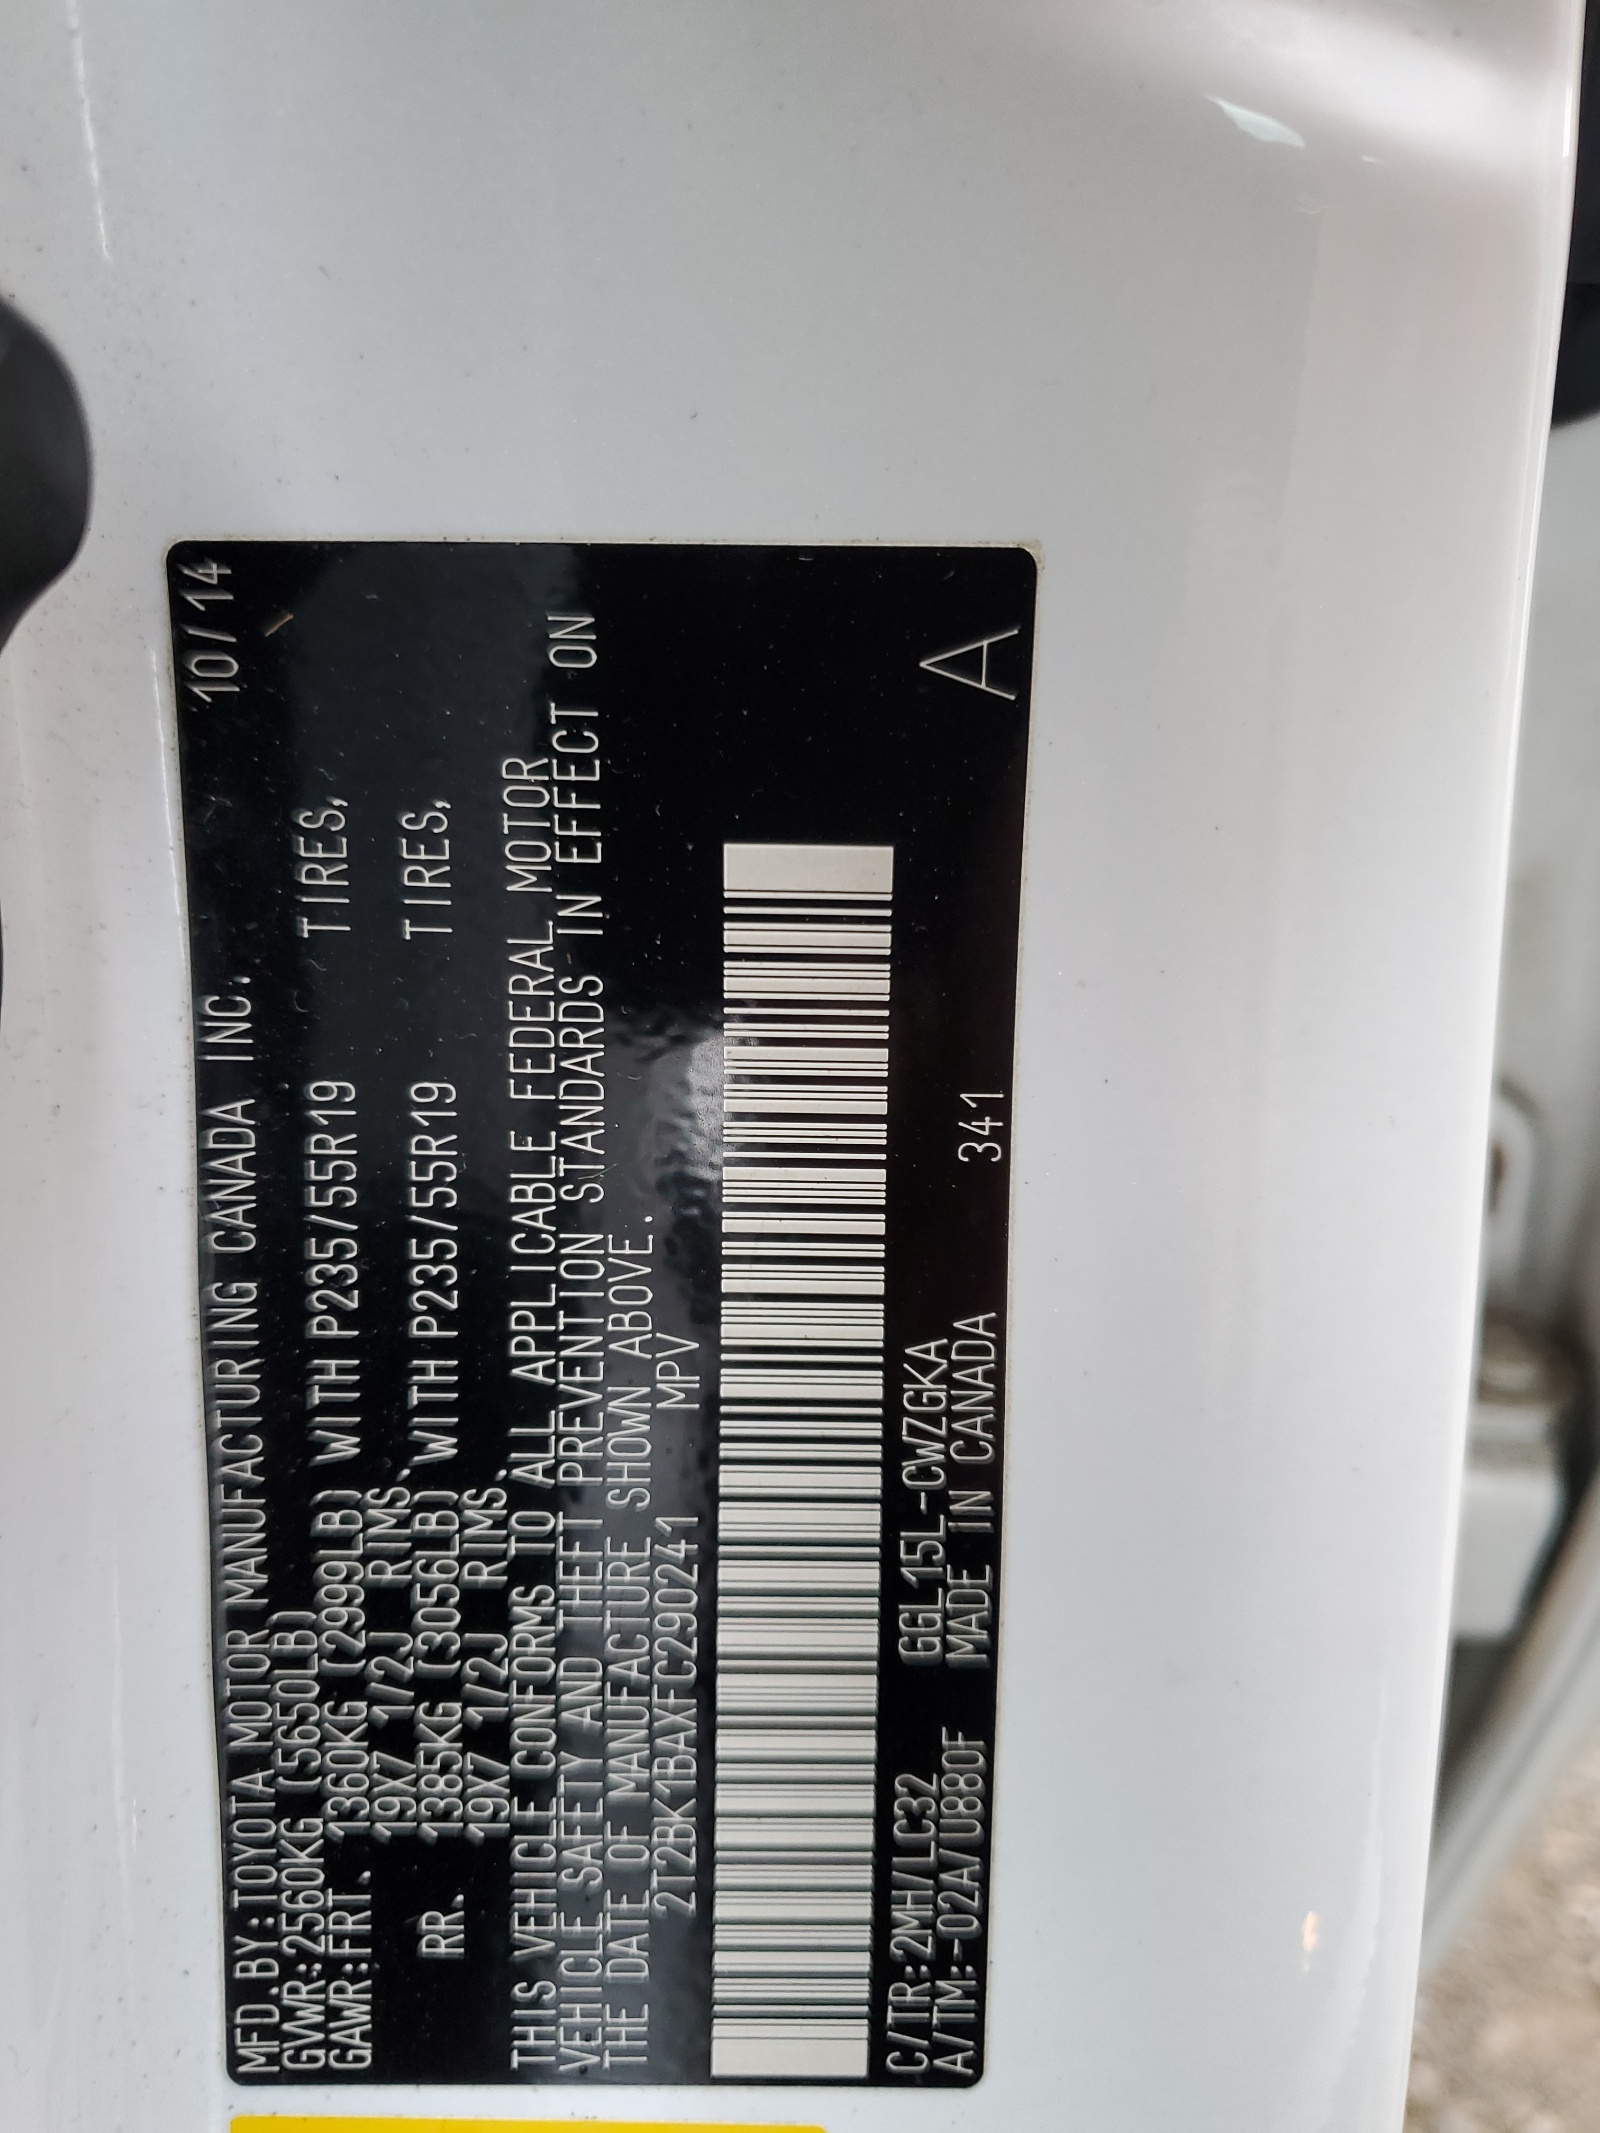 MFD.BY:TOYOTA MOTOR MANUFACTURING CANADA INC. 10/14
GVWR:2560KG (5650LB)
GAWR:FRT. 1360KG (2999LB) WITH P235/55R19 TIRES,
19X7 1/2J RIMS.
RR. 1385KG (3056LB) WITH P235/55R19 TIRES,
19X7 1/2J RIMS.
THIS VEHICLE CONFORMS TO ALL APPLICABLE FEDERAL MOTOR
VEHICLE SAFETY AND THEFT PREVENTION STANDARDS IN EFFECT ON
THE DATE OF MANUFACTURE SHOWN ABOVE.
2T2BK1BAXFC290241 MPV
C/TR:2MH/LC32 GGL15L-CWZGKA A
A/TM:-02A/U880F MADE IN CANADA 341